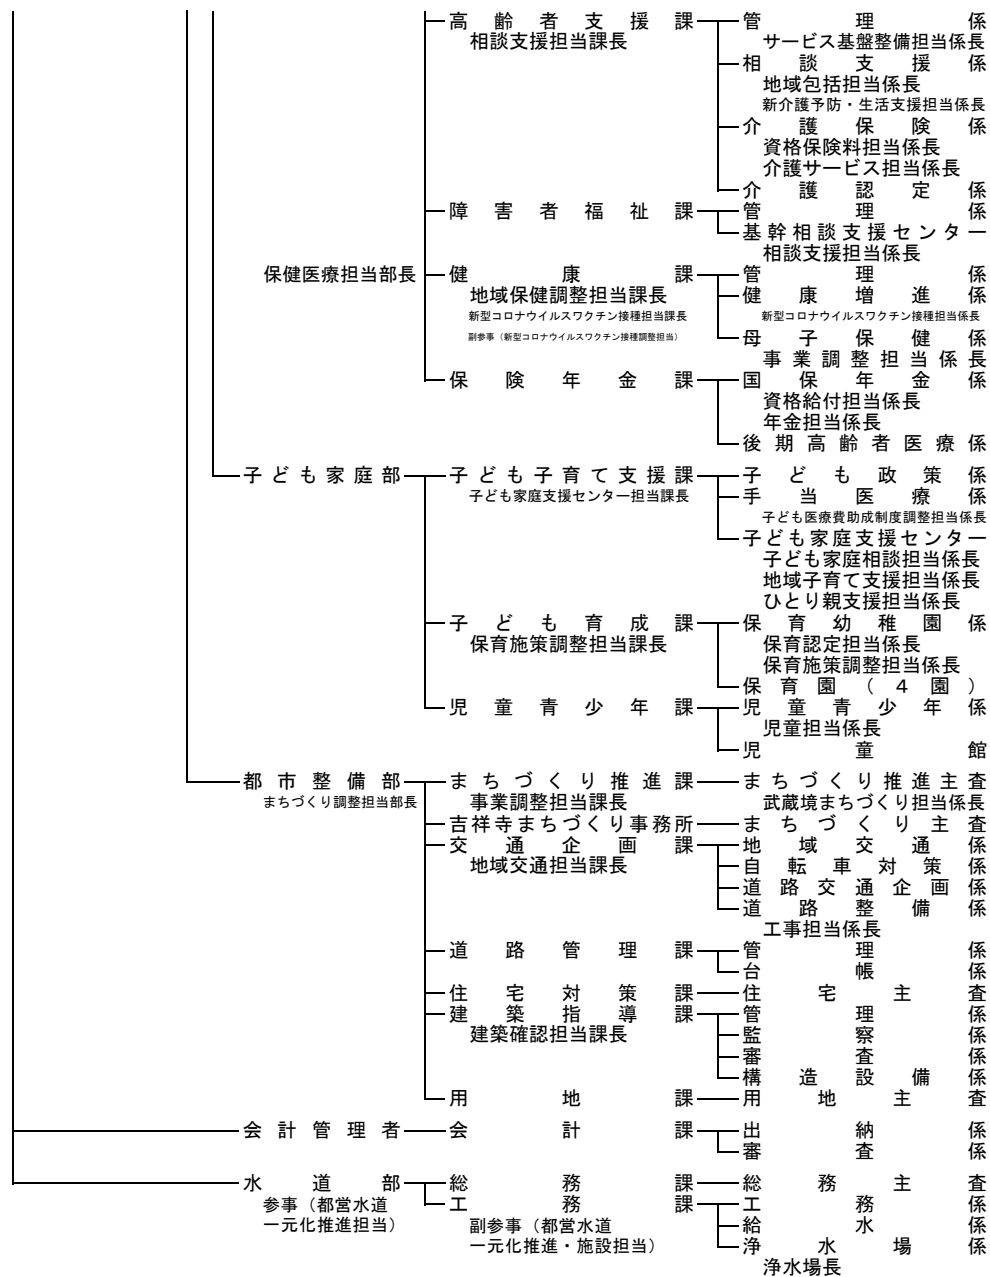 高齢者支援課 管理係
相談支援担当課長 サービス基盤整備担当係長
相談支援係
地域包括担当係長
新介護予防・生活支援担当係長
介護保険係
資格保険料担当係長
介護サービス担当係長
介護認定係
障害者福祉課 管理係
基幹相談支援センター
相談支援担当係長
保健医療担当部長 健康課 管理係
地域保健調整担当課長 健康増進係
新型コロナウイルスワクチン接種担当課長 新型コロナウイルスワクチン接種担当係長
副参事（新型コロナウイルスワクチン接種調整担当） 母子保健係
事業調整担当係長
保険年金課 国保年金係
資格給付担当係長
年金担当係長
後期高齢者医療係
子ども家庭部 子ども子育て支援課 子ども政策係
子ども家庭支援センター担当課長 手当医療係
子ども医療費助成制度調整担当係長
子ども家庭支援センター
子ども家庭相談担当係長
地域子育て支援担当係長
ひとり親支援担当係長
子ども育成課 保育幼稚園係
保育施策調整担当課長 保育認定担当係長
保育施策調整担当係長
保育園（４園）
児童青少年課 児童青少年係
児童担当係長
児童館
都市整備部 まちづくり推進課 まちづくり推進主査
まちづくり調整担当部長 事業調整担当課長 武蔵境まちづくり担当係長
吉祥寺まちづくり事務所 まちづくり主査
交通企画課 地域交通係
地域交通担当課長 自転車対策係
道路交通企画係
道路整備係
工事担当係長
道路管理課 管理係
台帳係
住宅対策課 住宅主査
建築指導課 管理係
建築確認担当課長 監察係
審査係
構造設備係
用地課 用地主査
会計管理者 会計課 出納係
審査係
水道部 総務課 総務主査
参事（都営水道 工務課 工務係
一元化推進担当） 副参事（都営水道 給水係
一元化推進・施設担当） 浄水場係
浄水場長